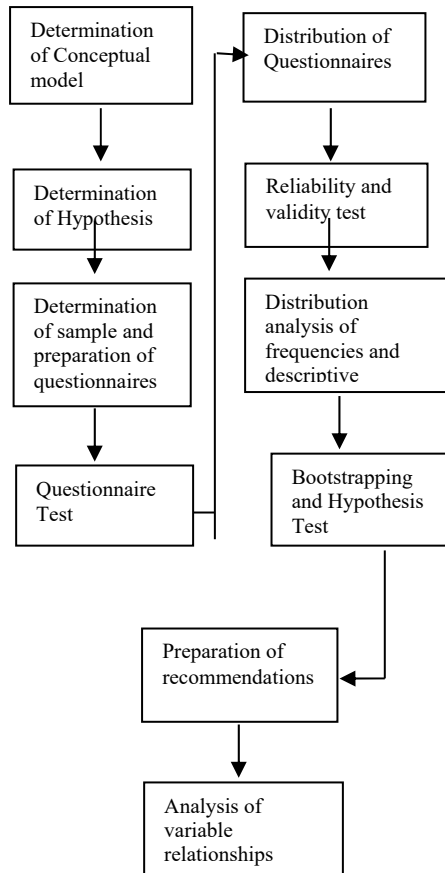 Determination
of Conceptual
model
Determination
of Hypothesis
Determination
of sample and
preparation of
questionnaires
Questionnaire
Test
Distribution of
Questionnaires
Reliability and
validity test
Distribution
analysis of
frequencies and
descriptive
Bootstrapping
and Hypothesis
Test
Preparation of
recommendations
Analysis of
variable
relationships